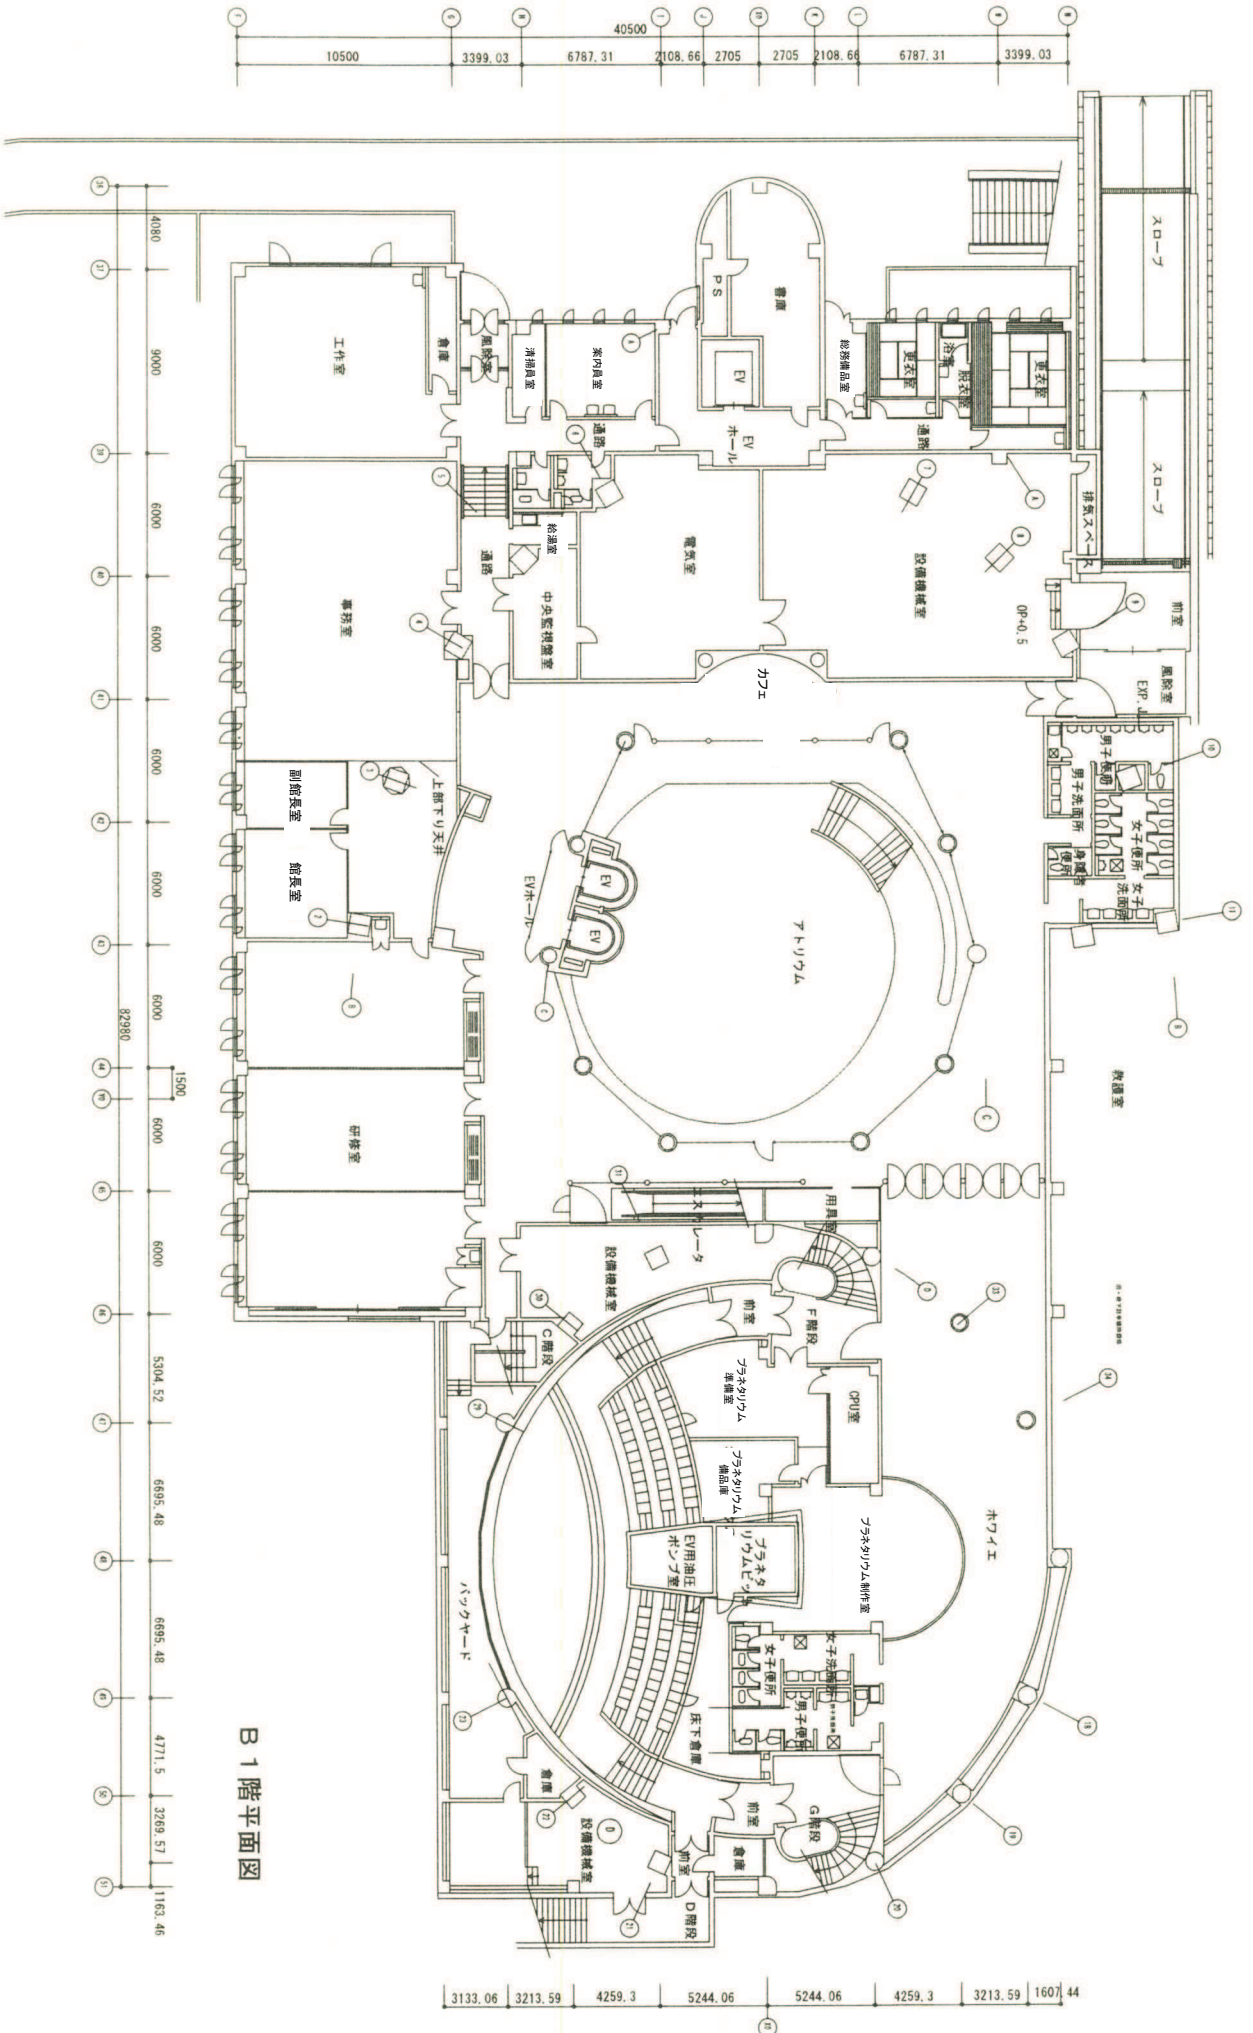 40500
10500
3399.03
6787.31
2108.66
2705
2705
2108.66
6787.31
3399.03
スロープ
スロープ
4080
9000
6000
6000
6000
6000
6000
6000
6000
5304.52
6695.48
6695.48
4771.5
3269.57
1163.46
82980
1500
工作室
倉庫
風除室
清掃員室
案内員室
PS
書庫
EV
EV
ホール
総務備品室
更衣室
浴室
脱衣室
更衣室
通路
通路
排気スペース
前室
風除室
EXP.J
給湯室
通路
中央監視盤室
電気室
設備機械室
OP+0.5
事務室
カフェ
上部下り天井
副館長室
館長室
男子便所
男子洗面所
女子便所
身障者
便所
女子
洗面所
EVホール
EV
EV
アトリウム
救護室
研修室
エスカレータ
用具室
設備機械室
前室
F階段
C階段
プラネタリウム
準備室
CPU室
プラネタリウム
備品庫
ホワイエ
EV用油圧
ポンプ室
プラネタ
リウムピット
プラネタリウム制作室
バックヤード
女子洗面所
女子便所
男子便所
床下倉庫
倉庫
設備機械室
前室
G階段
倉庫
前室
D階段
B1階平面図
3133.06
3213.59
4259.3
5244.06
5244.06
4259.3
3213.59
1607.44